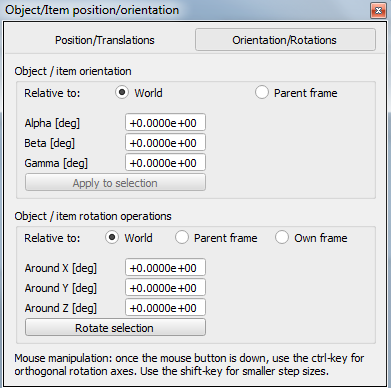 Object/Item position/orientation
Position/Translations Orientation/Rotations
Object / item orientation
Relative to: World Parent frame
Alpha [deg] +0.0000e+00
Beta [deg] +0.0000e+00
Gamma [deg] +0.0000e+00
Apply to selection
Object / item rotation operations
Relative to: World Parent frame Own frame
Around X [deg] +0.0000e+00
Around Y [deg] +0.0000e+00
Around Z [deg] +0.0000e+00
Rotate selection
Mouse manipulation: once the mouse button is down, use the ctrl-key for
orthogonal rotation axes. Use the shift-key for smaller step sizes.